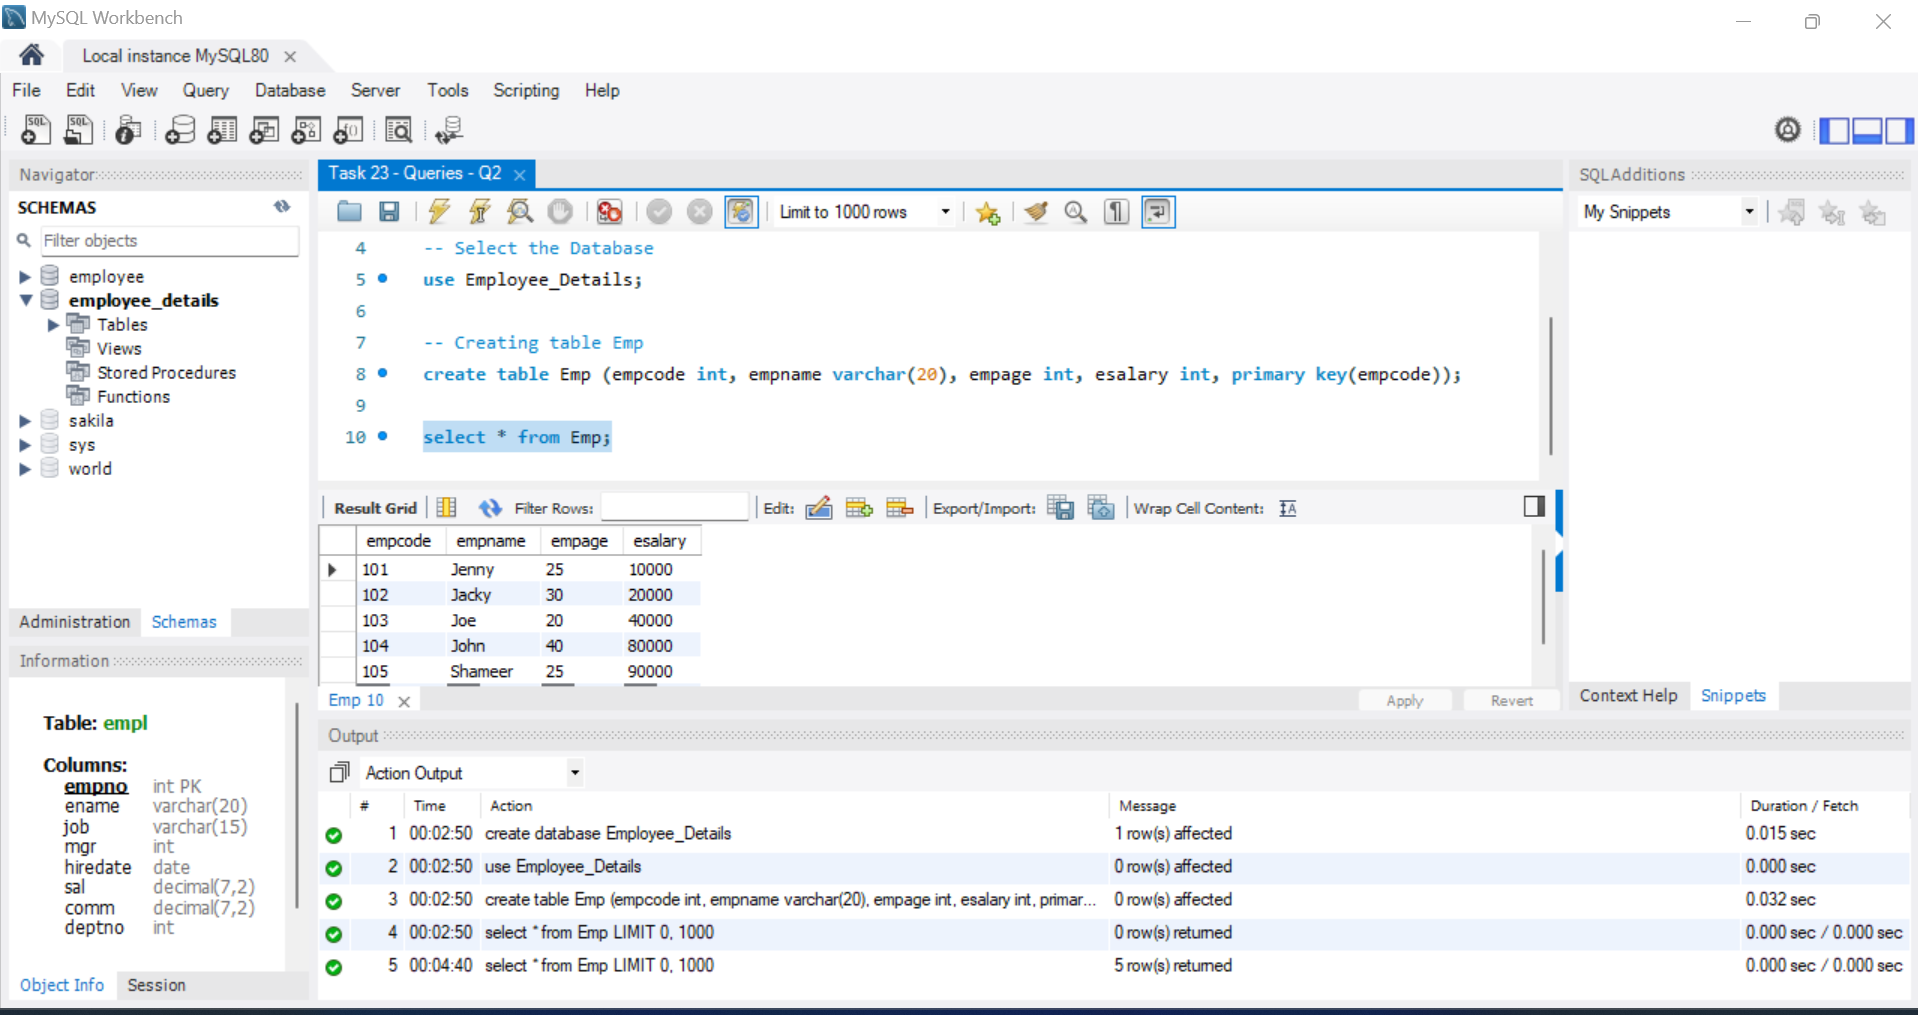 MySQL Workbench
Local instance MySQL80
File Edit View Query Database Server Tools Scripting Help
Navigator
SCHEMAS
Filter objects
employee
employee_details
Tables
Views
Stored Procedures
Functions
sakila
sys
world
Administration Schemas
Information
Table: empl
Columns:
empno int PK
ename varchar(20)
job varchar(15)
mgr int
hiredate date
sal decimal(7,2)
comm decimal(7,2)
deptno int
Object Info Session
Task 23 - Queries - Q2
Limit to 1000 rows
4 -- Select the Database
5 use Employee_Details;
6
7 -- Creating table Emp
8 create table Emp (empcode int, empname varchar(20), empage int, esalary int, primary key(empcode));
9
10 select * from Emp;
Result Grid Filter Rows: Edit: Export/Import: Wrap Cell Content:
empcode empname empage esalary
101 Jenny 25 10000
102 Jacky 30 20000
103 Joe 20 40000
104 John 40 80000
105 Shameer 25 90000
Emp 10 Apply Revert
SQLAdditions
My Snippets
Context Help Snippets
Output
Action Output
# Time Action Message Duration / Fetch
1 00:02:50 create database Employee_Details 1 row(s) affected 0.015 sec
2 00:02:50 use Employee_Details 0 row(s) affected 0.000 sec
3 00:02:50 create table Emp (empcode int, empname varchar(20), empage int, esalary int, primar... 0 row(s) affected 0.032 sec
4 00:02:50 select * from Emp LIMIT 0, 1000 0 row(s) returned 0.000 sec / 0.000 sec
5 00:04:40 select * from Emp LIMIT 0, 1000 5 row(s) returned 0.000 sec / 0.000 sec